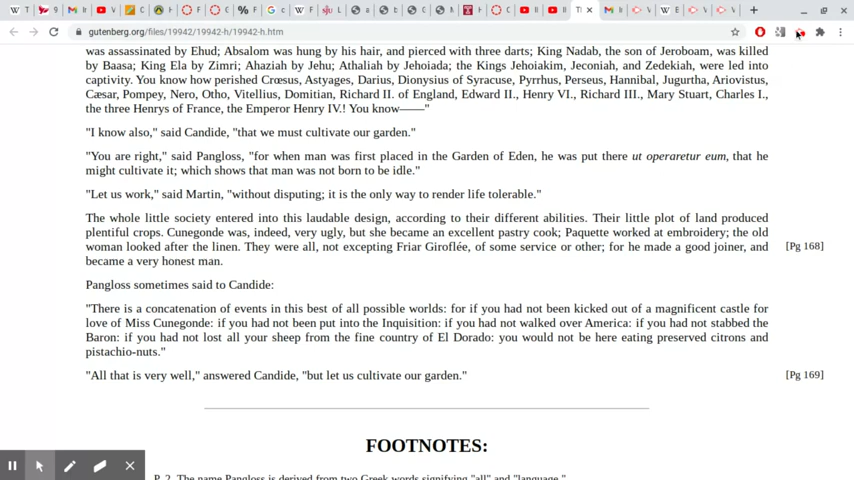 gutenberg.org/files/19942/19942-h/19942-h.htm
was assassinated by Ehud; Absalom was hung by his hair, and pierced with three darts; King Nadab, the son of Jeroboam, was killed
by Baasa; King Ela by Zimri; Ahaziah by Jehu; Athaliah by Jehoiada; the Kings Jehoiakim, Jeconiah, and Zedekiah, were led into
captivity. You know how perished Crœsus, Astyages, Darius, Dionysius of Syracuse, Pyrrhus, Perseus, Hannibal, Jugurtha, Ariovistus,
Cæsar, Pompey, Nero, Otho, Vitellius, Domitian, Richard II. of England, Edward II., Henry VI., Richard III., Mary Stuart, Charles I.,
the three Henrys of France, the Emperor Henry IV.! You know——"
"I know also," said Candide, "that we must cultivate our garden."
"You are right," said Pangloss, "for when man was first placed in the Garden of Eden, he was put there ut operaretur eum, that he
might cultivate it; which shows that man was not born to be idle."
"Let us work," said Martin, "without disputing; it is the only way to render life tolerable."
The whole little society entered into this laudable design, according to their different abilities. Their little plot of land produced
plentiful crops. Cunegonde was, indeed, very ugly, but she became an excellent pastry cook; Paquette worked at embroidery; the old
woman looked after the linen. They were all, not excepting Friar Giroflée, of some service or other; for he made a good joiner, and [Pg 168]
became a very honest man.
Pangloss sometimes said to Candide:
"There is a concatenation of events in this best of all possible worlds: for if you had not been kicked out of a magnificent castle for
love of Miss Cunegonde: if you had not been put into the Inquisition: if you had not walked over America: if you had not stabbed the
Baron: if you had not lost all your sheep from the fine country of El Dorado: you would not be here eating preserved citrons and
pistachio-nuts."
"All that is very well," answered Candide, "but let us cultivate our garden." [Pg 169]
FOOTNOTES:
P. 2. The name Pangloss is derived from two Greek words signifying "all" and "language."